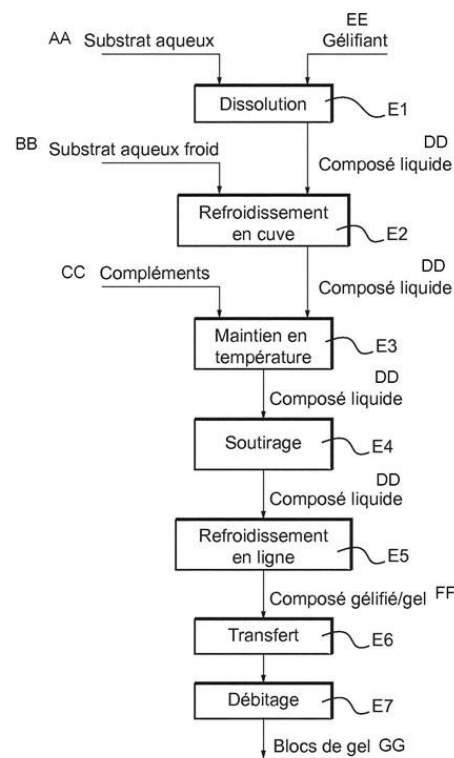 EE
AA Substrat aqueux
Gélifiant
Dissolution
E1
DD
BB Substrat aqueux froid
Composé liquide
Refroidissement
en cuve
E2
DD
CC Compléments
Composé liquide
Maintien en
température
E3
DD
Composé liquide
Soutirage
E4
DD
Composé liquide
Refroidissement
en ligne
E5
Composé gélifié/gel FF
Transfert
E6
Débitage
E7
Blocs de gel GG